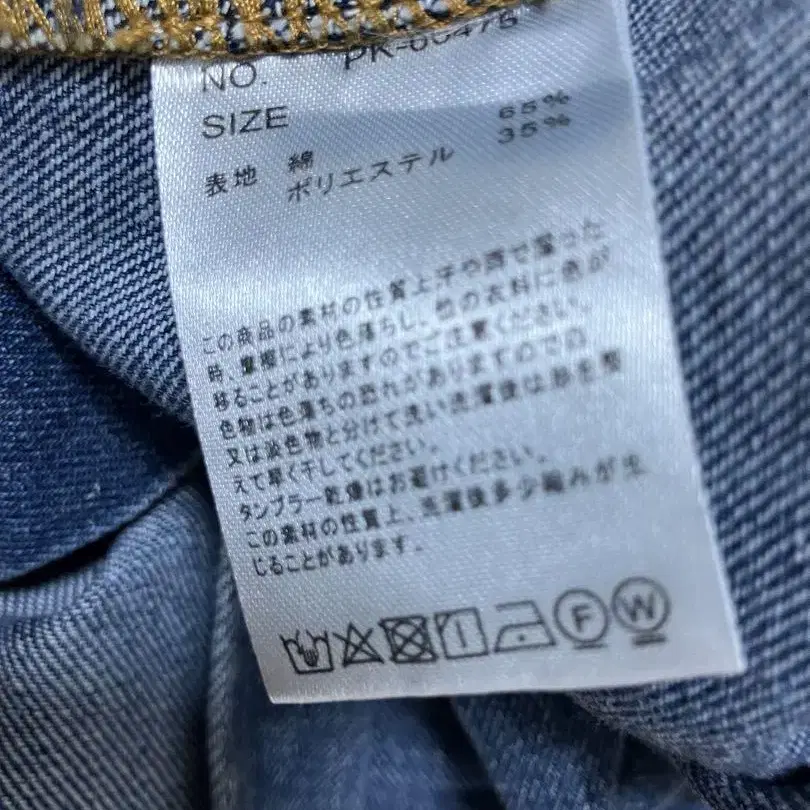 NO. PK-00478
SIZE
表地 綿 65%
ポリエステル 35%
この商品の素材の性質上汗や雨で湿った
時、摩擦により色落ちし、他の衣料に色が
移ることがありますのでご注意ください。
色物は色落ちの恐れがありますので白
又は淡色物と分けて洗い洗濯後は形を整
えて早く干してください。
タンブラー乾燥はお避けください。
この素材の性質上、洗濯後多少縮みが生
じることがあります。
F W